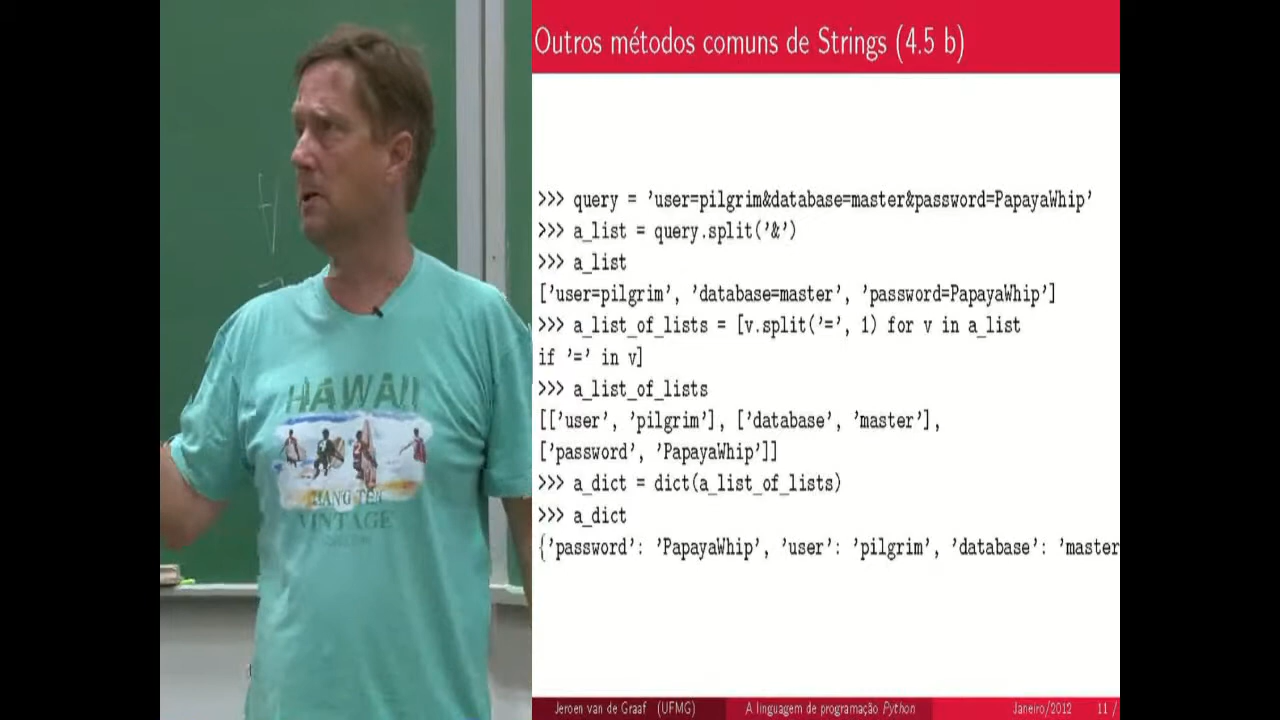 Outros métodos comuns de Strings (4.5 b)
>>> query = 'user=pilgrim&database=master&password=PapayaWhip'
>>> a_list = query.split('&')
>>> a_list
['user=pilgrim', 'database=master', 'password=PapayaWhip']
>>> a_list_of_lists = [v.split('=', 1) for v in a_list
if '=' in v]
>>> a_list_of_lists
[['user', 'pilgrim'], ['database', 'master'],
['password', 'PapayaWhip']]
>>> a_dict = dict(a_list_of_lists)
>>> a_dict
{'password': 'PapayaWhip', 'user': 'pilgrim', 'database': 'master
Jeroen van de Graaf (UFMG) A linguagem de programação Python Janeiro/2012 11 /
HAWAII
HANG TEN
VINTAGE